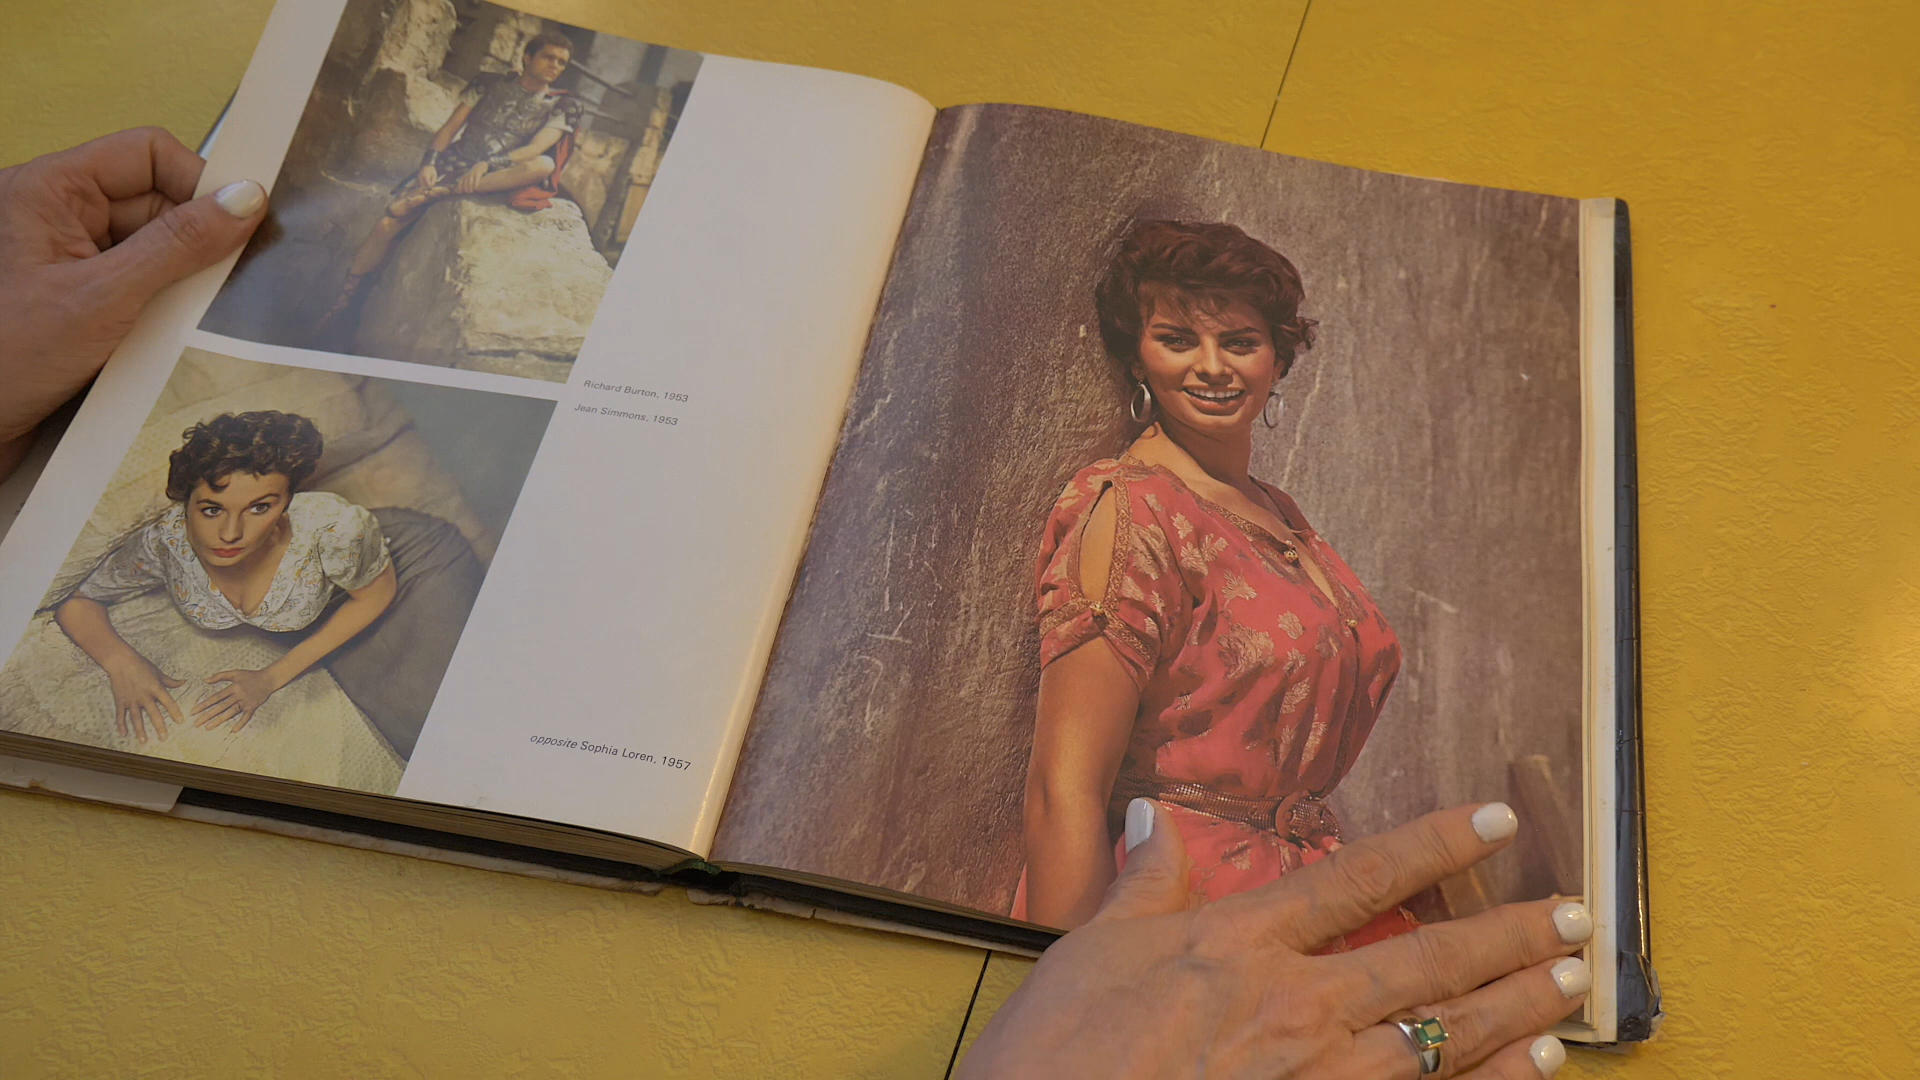 Richard Burton, 1953
Jean Simmons, 1953
opposite Sophia Loren, 1957